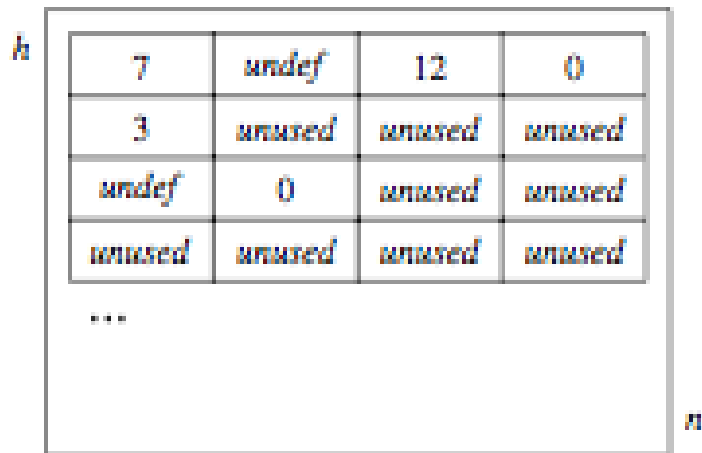 h
7 undef 12 0
3 unused unused unused
undef 0 unused unused
unused unused unused unused
...
n